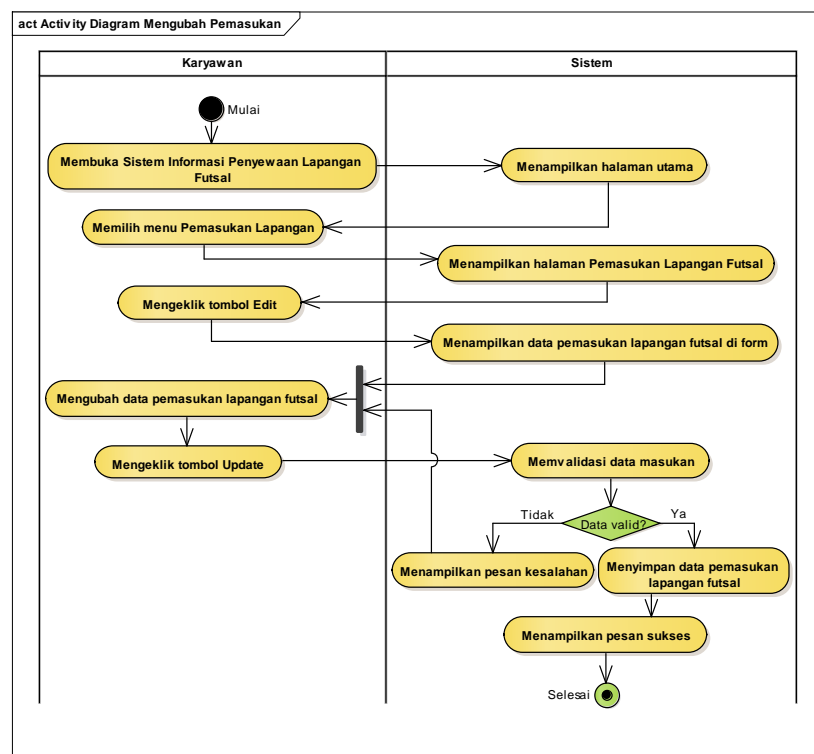 act Activity Diagram Mengubah Pemasukan
Karyawan
Sistem
Mulai
Membuka Sistem Informasi Penyewaan Lapangan
Futsal
Menampilkan halaman utama
Memilih menu Pemasukan Lapangan
Menampilkan halaman Pemasukan Lapangan Futsal
Mengeklik tombol Edit
Menampilkan data pemasukan lapangan futsal di form
Mengubah data pemasukan lapangan futsal
Mengeklik tombol Update
Memvalidasi data masukan
Tidak
Data valid?
Ya
Menampilkan pesan kesalahan
Menyimpan data pemasukan
lapangan futsal
Menampilkan pesan sukses
Selesai